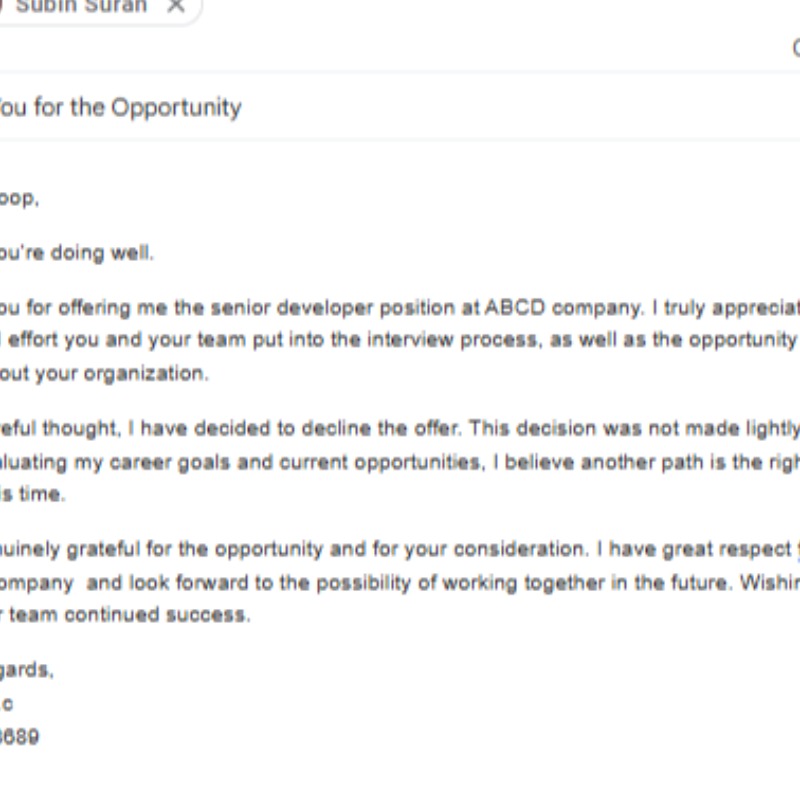 Subin Suran
ou for the Opportunity
oop,
ou're doing well.
ou for offering me the senior developer position at ABCD company. I truly appreciat
effort you and your team put into the interview process, as well as the opportunity
out your organization.
eful thought, I have decided to decline the offer. This decision was not made lightly
luating my career goals and current opportunities, I believe another path is the righ
is time.
nuinely grateful for the opportunity and for your consideration. I have great respect
ompany and look forward to the possibility of working together in the future. Wishin
r team continued success.
gards,
.c
3689